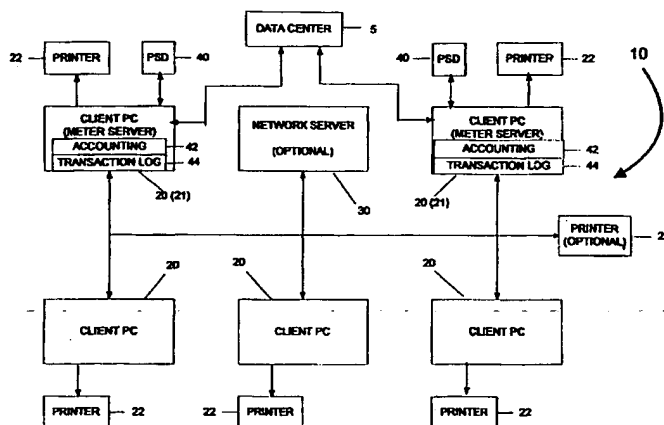 DATA CENTER 5
22 PRINTER
PSD 40
40 PSD
PRINTER 22
10
CLIENT PC
(METER SERVER)
ACCOUNTING 42
TRANSACTION LOG 44
20 (21)
NETWORK SERVER
(OPTIONAL)
30
CLIENT PC
(METER SERVER)
ACCOUNTING 42
TRANSACTION LOG 44
20 (21)
PRINTER
(OPTIONAL)
20
CLIENT PC
20
CLIENT PC
20
CLIENT PC
PRINTER 22
22 PRINTER
PRINTER 22